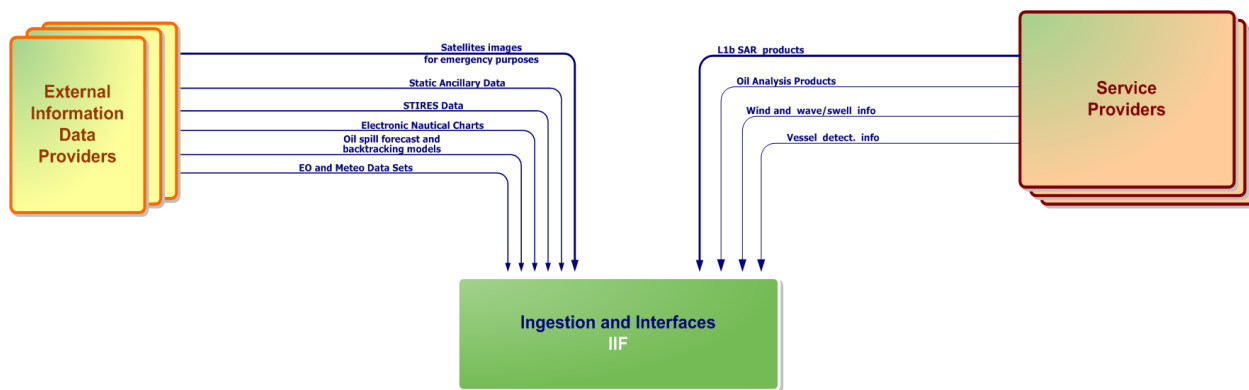 External
Information
Data
Providers
Satellites images
for emergency purposes
Static Ancillary Data
STIRES Data
Electronic Nautical Charts
Oil spill forecast and
backtracking models
EO and Meteo Data Sets
L1b SAR products
Oil Analysis Products
Wind and wave/swell info
Vessel detect. info
Service
Providers
Ingestion and Interfaces
IIF